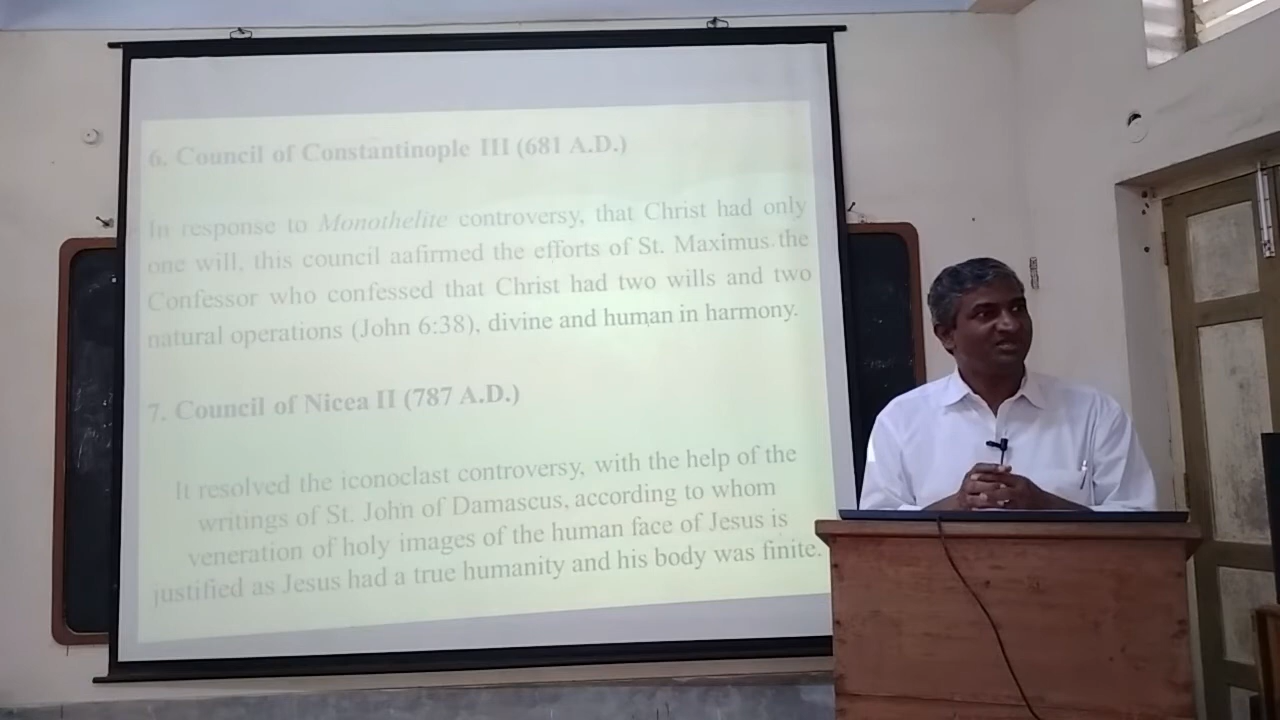 6. Council of Constantinople III (681 A.D.)
In response to Monothelite controversy, that Christ had only
one will, this council aafirmed the efforts of St. Maximus the
Confessor who confessed that Christ had two wills and two
natural operations (John 6:38), divine and human in harmony.
7. Council of Nicea II (787 A.D.)
It resolved the iconoclast controversy, with the help of the
writings of St. John of Damascus, according to whom
veneration of holy images of the human face of Jesus is
justified as Jesus had a true humanity and his body was finite.